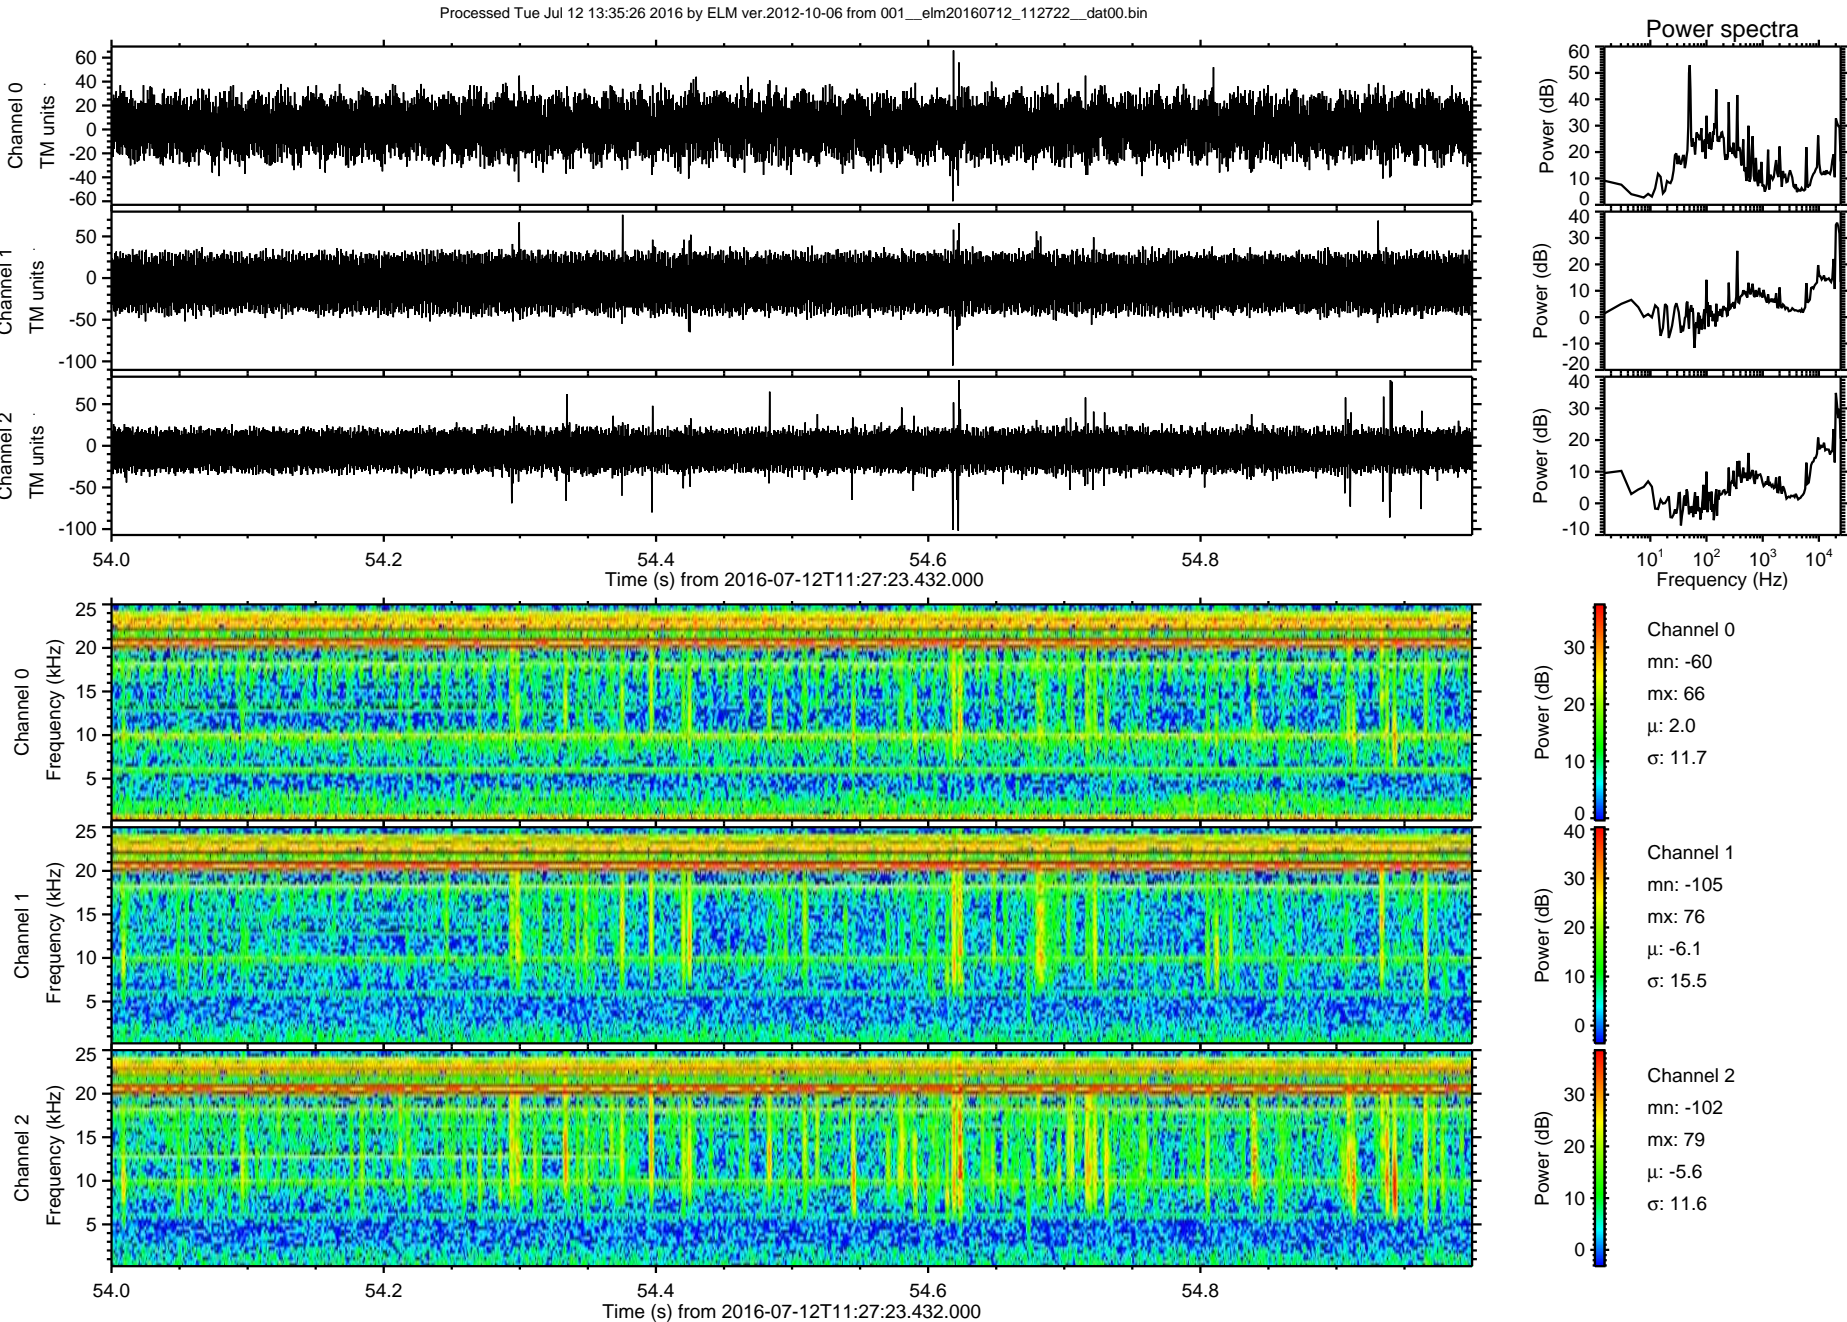 Processed Tue Jul 12 13:35:26 2016 by ELM ver.2012-10-06 from 001__elm20160712_112722__dat00.bin
Power spectra
Channel 0
TM units
60
40
20
0
-20
-40
-60
Power (dB)
60
50
40
30
20
10
0
Channel 1
TM units
50
0
-50
-100
Power (dB)
40
30
20
10
0
-10
-20
Channel 2
TM units
50
0
-50
-100
Power (dB)
40
30
20
10
0
-10
54.0 54.2 54.4 54.6 54.8
Time (s) from 2016-07-12T11:27:23.432.000
10¹ 10² 10³ 10⁴
Frequency (Hz)
Channel 0
Frequency (kHz)
25
20
15
10
5
Power (dB)
30
20
10
0
Channel 0
mn: -60
mx: 66
μ: 2.0
σ: 11.7
Channel 1
Frequency (kHz)
25
20
15
10
5
Power (dB)
40
30
20
10
0
Channel 1
mn: -105
mx: 76
μ: -6.1
σ: 15.5
Channel 2
Frequency (kHz)
25
20
15
10
5
Power (dB)
30
20
10
0
Channel 2
mn: -102
mx: 79
μ: -5.6
σ: 11.6
54.0 54.2 54.4 54.6 54.8
Time (s) from 2016-07-12T11:27:23.432.000